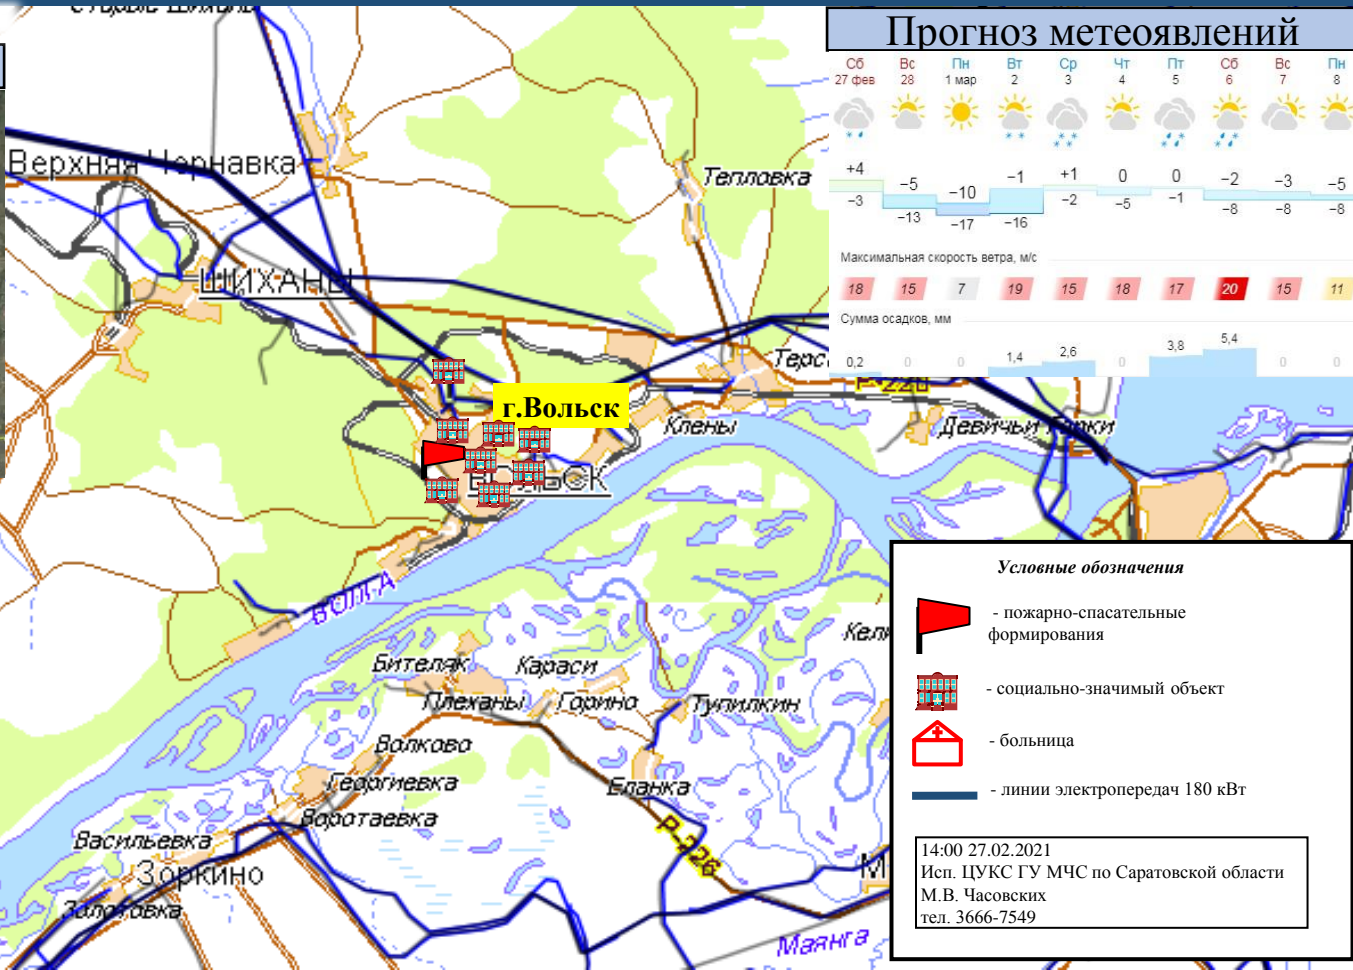 Старые Шиханы
Прогноз метеоявлений
Сб Вс Пн Вт Ср Чт Пт Сб Вс Пн
27 фев 28 1 мар 2 3 4 5 6 7 8
+4 −5 −10 −1 +1 0 0 −2 −3 −5
−3 −13 −17 −16 −2 −5 −1 −8 −8 −8
Максимальная скорость ветра, м/с
18 15 7 19 15 18 17 20 15 11
Сумма осадков, мм
0,2 0 0 1,4 2,6 0 3,8 5,4 0 0
Верхняя Чернавка
Тепловка
ШИХАНЫ
Терс
Р-228
г.Вольск
Клены
Девичьи Горки
ВОЛЬСК
ВОЛГА
Бителяк
Караси
Плеханы
Горино
Тупилкин
Волково
Георгиевка
Еланка
Воротаевка
Васильевка
Р-226
Зоркино
Золотовка
Маянга
М
Условные обозначения
- пожарно-спасательные
формирования
- социально-значимый объект
- больница
- линии электропередач 180 кВт
14:00 27.02.2021
Исп. ЦУКС ГУ МЧС по Саратовской области
М.В. Часовских
тел. 3666-7549